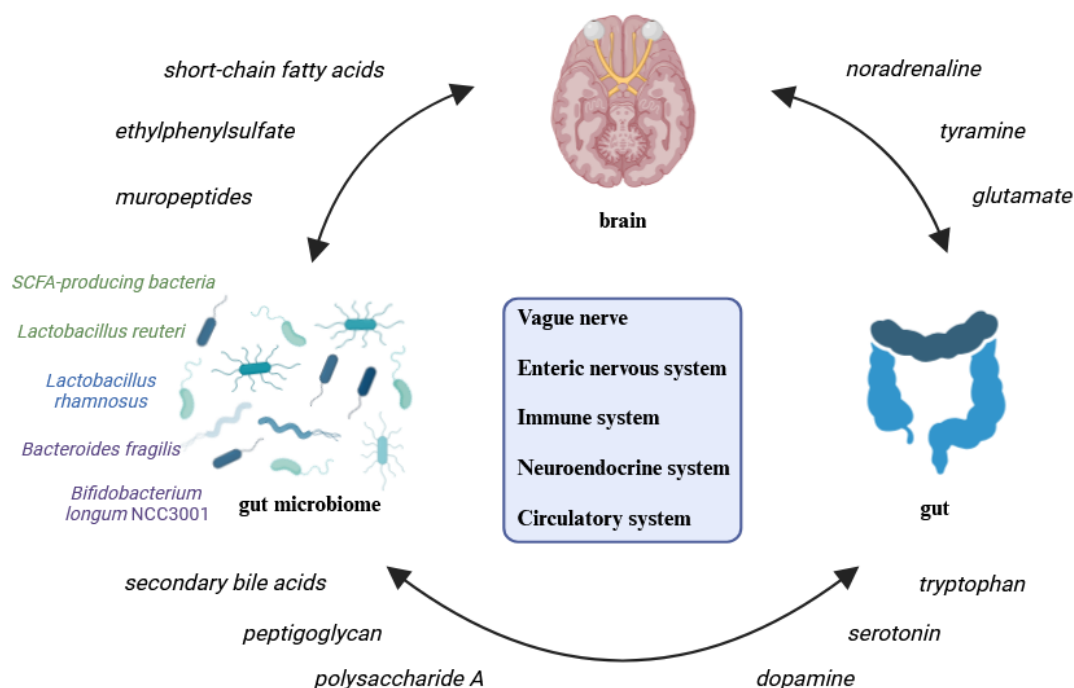 short-chain fatty acids
ethylphenylsulfate
muropeptides
noradrenaline
tyramine
glutamate
brain
SCFA-producing bacteria
Lactobacillus reuteri
Lactobacillus
rhamnosus
Bacteroides fragilis
Bifidobacterium
longum NCC3001
gut microbiome
Vague nerve
Enteric nervous system
Immune system
Neuroendocrine system
Circulatory system
gut
secondary bile acids
peptigoglycan
polysaccharide A
tryptophan
serotonin
dopamine